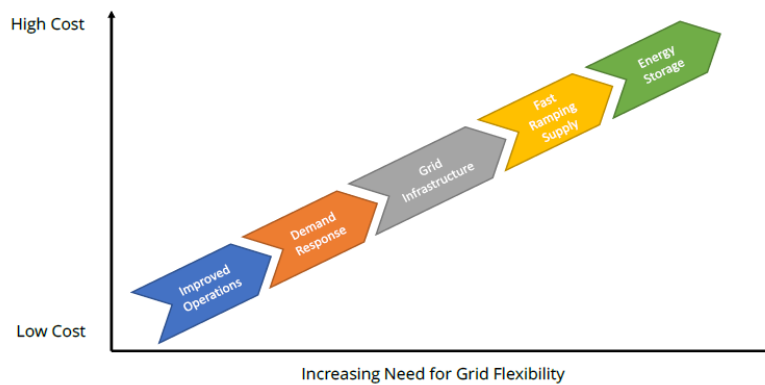 High Cost
Energy
Storage
Fast
Ramping
Supply
Grid
Infrastructure
Demand
Response
Improved
Operations
Low Cost
Increasing Need for Grid Flexibility